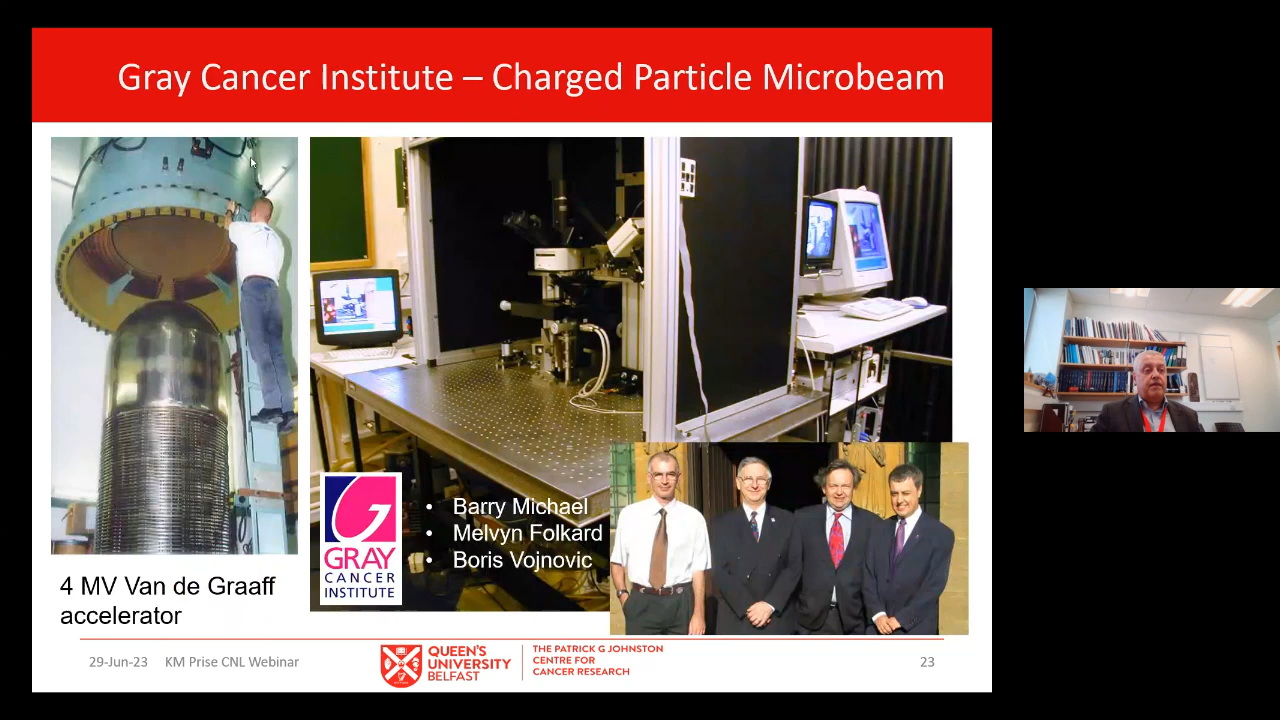 Gray Cancer Institute – Charged Particle Microbeam
GRAY
CANCER
INSTITUTE
• Barry Michael
• Melvyn Folkard
• Boris Vojnovic
4 MV Van de Graaff
accelerator
29-Jun-23 KM Prise CNL Webinar
QUEEN'S
UNIVERSITY
BELFAST
THE PATRICK G JOHNSTON
CENTRE FOR
CANCER RESEARCH
23